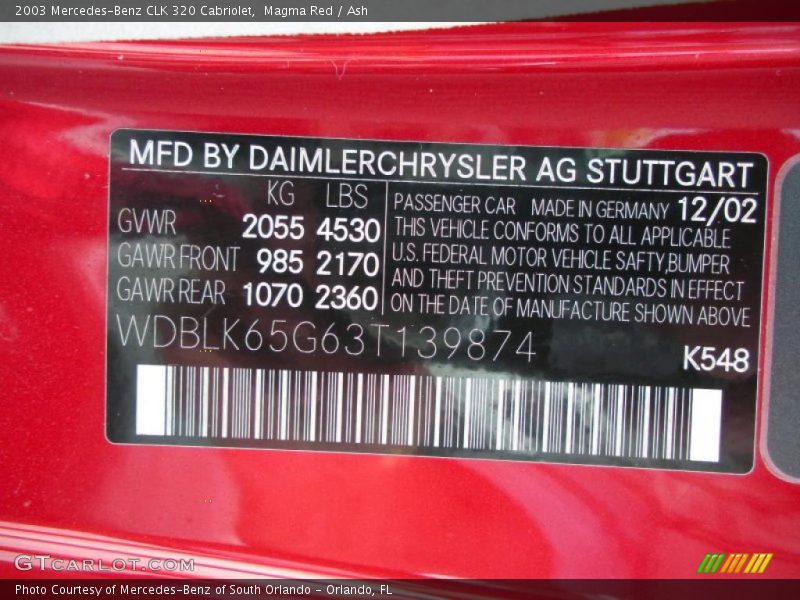 2003 Mercedes-Benz CLK 320 Cabriolet,  Magma Red / Ash
MFD BY DAIMLERCHRYSLER AG STUTTGART
KG LBS
GVWR 2055 4530
GAWR FRONT 985 2170
GAWR REAR 1070 2360
PASSENGER CAR MADE IN GERMANY 12/02
THIS VEHICLE CONFORMS TO ALL APPLICABLE
U.S. FEDERAL MOTOR VEHICLE SAFTY,BUMPER
AND THEFT PREVENTION STANDARDS IN EFFECT
ON THE DATE OF MANUFACTURE SHOWN ABOVE
WDBLK65G63T139874
K548
GTCARLOT.COM
Photo Courtesy of Mercedes-Benz of South Orlando - Orlando, FL